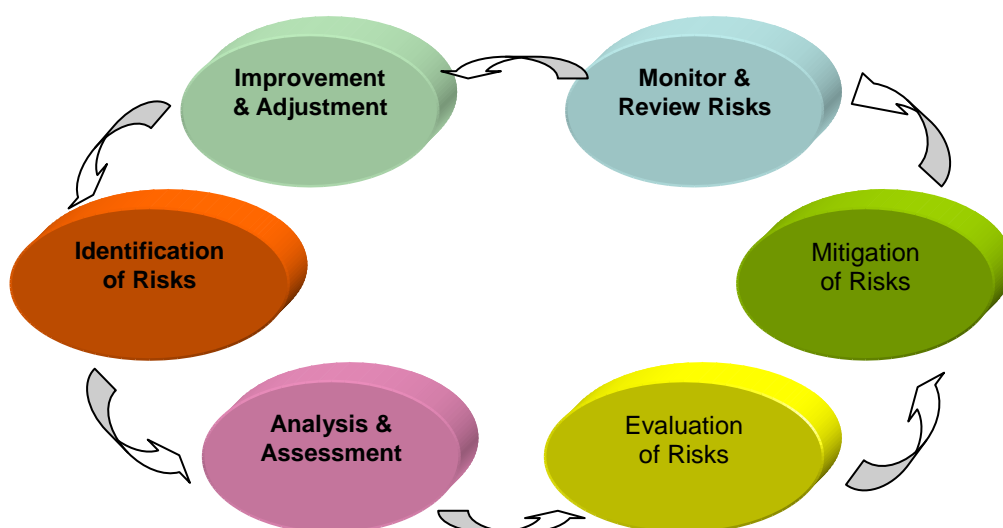 Improvement
& Adjustment
Monitor &
Review Risks
Identification
of Risks
Mitigation
of Risks
Analysis &
Assessment
Evaluation
of Risks